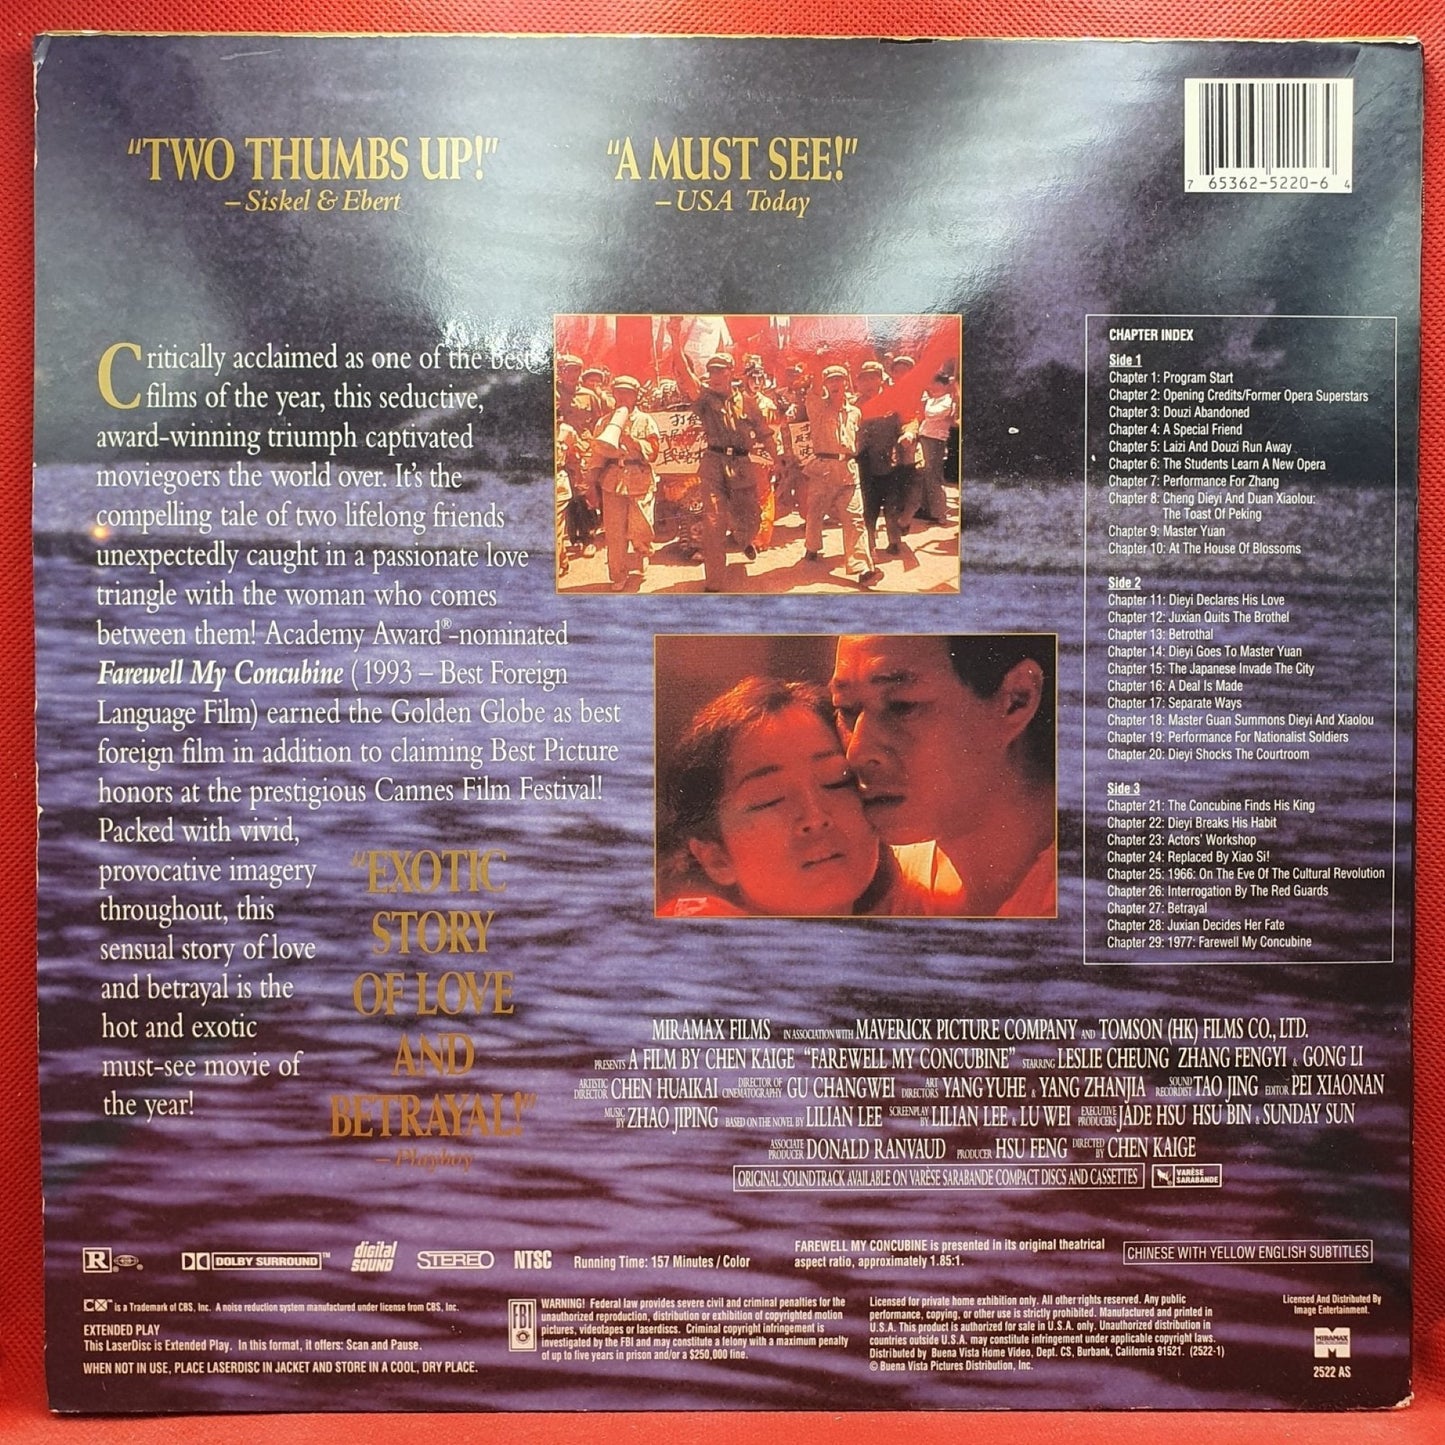 "TWO THUMBS UP!"
– Siskel & Ebert
"A MUST SEE!"
– USA Today
7 65362-5220-6 4
Critically acclaimed as one of the best
films of the year, this seductive,
award-winning triumph captivated
moviegoers the world over. It's the
compelling tale of two lifelong friends
unexpectedly caught in a passionate love
triangle with the woman who comes
between them! Academy Award®-nominated
Farewell My Concubine (1993 – Best Foreign
Language Film) earned the Golden Globe as best
foreign film in addition to claiming Best Picture
honors at the prestigious Cannes Film Festival!
Packed with vivid,
provocative imagery
throughout, this
sensual story of love
and betrayal is the
hot and exotic
must-see movie of
the year!
"EXOTIC
STORY
OF LOVE
AND
BETRAYAL!"
– Playboy
CHAPTER INDEX
Side 1
Chapter 1: Program Start
Chapter 2: Opening Credits/Former Opera Superstars
Chapter 3: Douzi Abandoned
Chapter 4: A Special Friend
Chapter 5: Laizi And Douzi Run Away
Chapter 6: The Students Learn A New Opera
Chapter 7: Performance For Zhang
Chapter 8: Cheng Dieyi And Duan Xiaolou:
The Toast Of Peking
Chapter 9: Master Yuan
Chapter 10: At The House Of Blossoms
Side 2
Chapter 11: Dieyi Declares His Love
Chapter 12: Juxian Quits The Brothel
Chapter 13: Betrothal
Chapter 14: Dieyi Goes To Master Yuan
Chapter 15: The Japanese Invade The City
Chapter 16: A Deal Is Made
Chapter 17: Separate Ways
Chapter 18: Master Guan Summons Dieyi And Xiaolou
Chapter 19: Performance For Nationalist Soldiers
Chapter 20: Dieyi Shocks The Courtroom
Side 3
Chapter 21: The Concubine Finds His King
Chapter 22: Dieyi Breaks His Habit
Chapter 23: Actors' Workshop
Chapter 24: Replaced By Xiao Si!
Chapter 25: 1966: On The Eve Of The Cultural Revolution
Chapter 26: Interrogation By The Red Guards
Chapter 27: Betrayal
Chapter 28: Juxian Decides Her Fate
Chapter 29: 1977: Farewell My Concubine
MIRAMAX FILMS IN ASSOCIATION WITH MAVERICK PICTURE COMPANY AND TOMSON (HK) FILMS CO., LTD.
PRESENTS A FILM BY CHEN KAIGE "FAREWELL MY CONCUBINE" STARRING LESLIE CHEUNG ZHANG FENGYI & GONG LI
ARTISTIC DIRECTOR CHEN HUAIKAI DIRECTOR OF CINEMATOGRAPHY GU CHANGWEI ART DIRECTORS YANG YUHE & YANG ZHANJIA SOUND RECORDIST TAO JING EDITOR PEI XIAONAN
MUSIC BY ZHAO JIPING BASED ON THE NOVEL BY LILIAN LEE SCREENPLAY BY LILIAN LEE & LU WEI EXECUTIVE PRODUCERS JADE HSU HSU BIN & SUNDAY SUN
ASSOCIATE PRODUCER DONALD RANVAUD PRODUCER HSU FENG DIRECTED BY CHEN KAIGE
ORIGINAL SOUNDTRACK AVAILABLE ON VARÈSE SARABANDE COMPACT DISCS AND CASSETTES
VARÈSE
SARABANDE
R
DOLBY SURROUND™
digital
SOUND
STEREO
NTSC
Running Time: 157 Minutes / Color
FAREWELL MY CONCUBINE is presented in its original theatrical
aspect ratio, approximately 1.85:1.
CHINESE WITH YELLOW ENGLISH SUBTITLES
CX™ is a Trademark of CBS, Inc. A noise reduction system manufactured under license from CBS, Inc.
EXTENDED PLAY
This LaserDisc is Extended Play. In this format, it offers: Scan and Pause.
WHEN NOT IN USE, PLACE LASERDISC IN JACKET AND STORE IN A COOL, DRY PLACE.
FBI
WARNING! Federal law provides severe civil and criminal penalties for the
unauthorized reproduction, distribution or exhibition of copyrighted motion
pictures, videotapes or laserdiscs. Criminal copyright infringement is
investigated by the FBI and may constitute a felony with a maximum penalty
of up to five years in prison and/or a $250,000 fine.
Licensed for private home exhibition only. All other rights reserved. Any public
performance, copying, or other use is strictly prohibited. Manufactured and printed in
U.S.A. This product is authorized for sale in U.S.A. only. Unauthorized distribution in
countries outside U.S.A. may constitute infringement under applicable copyright laws.
Distributed by Buena Vista Home Video, Dept. CS, Burbank, California 91521. (2522-1)
© Buena Vista Pictures Distribution, Inc.
Licensed And Distributed By
Image Entertainment.
MIRAMAX
2522 AS